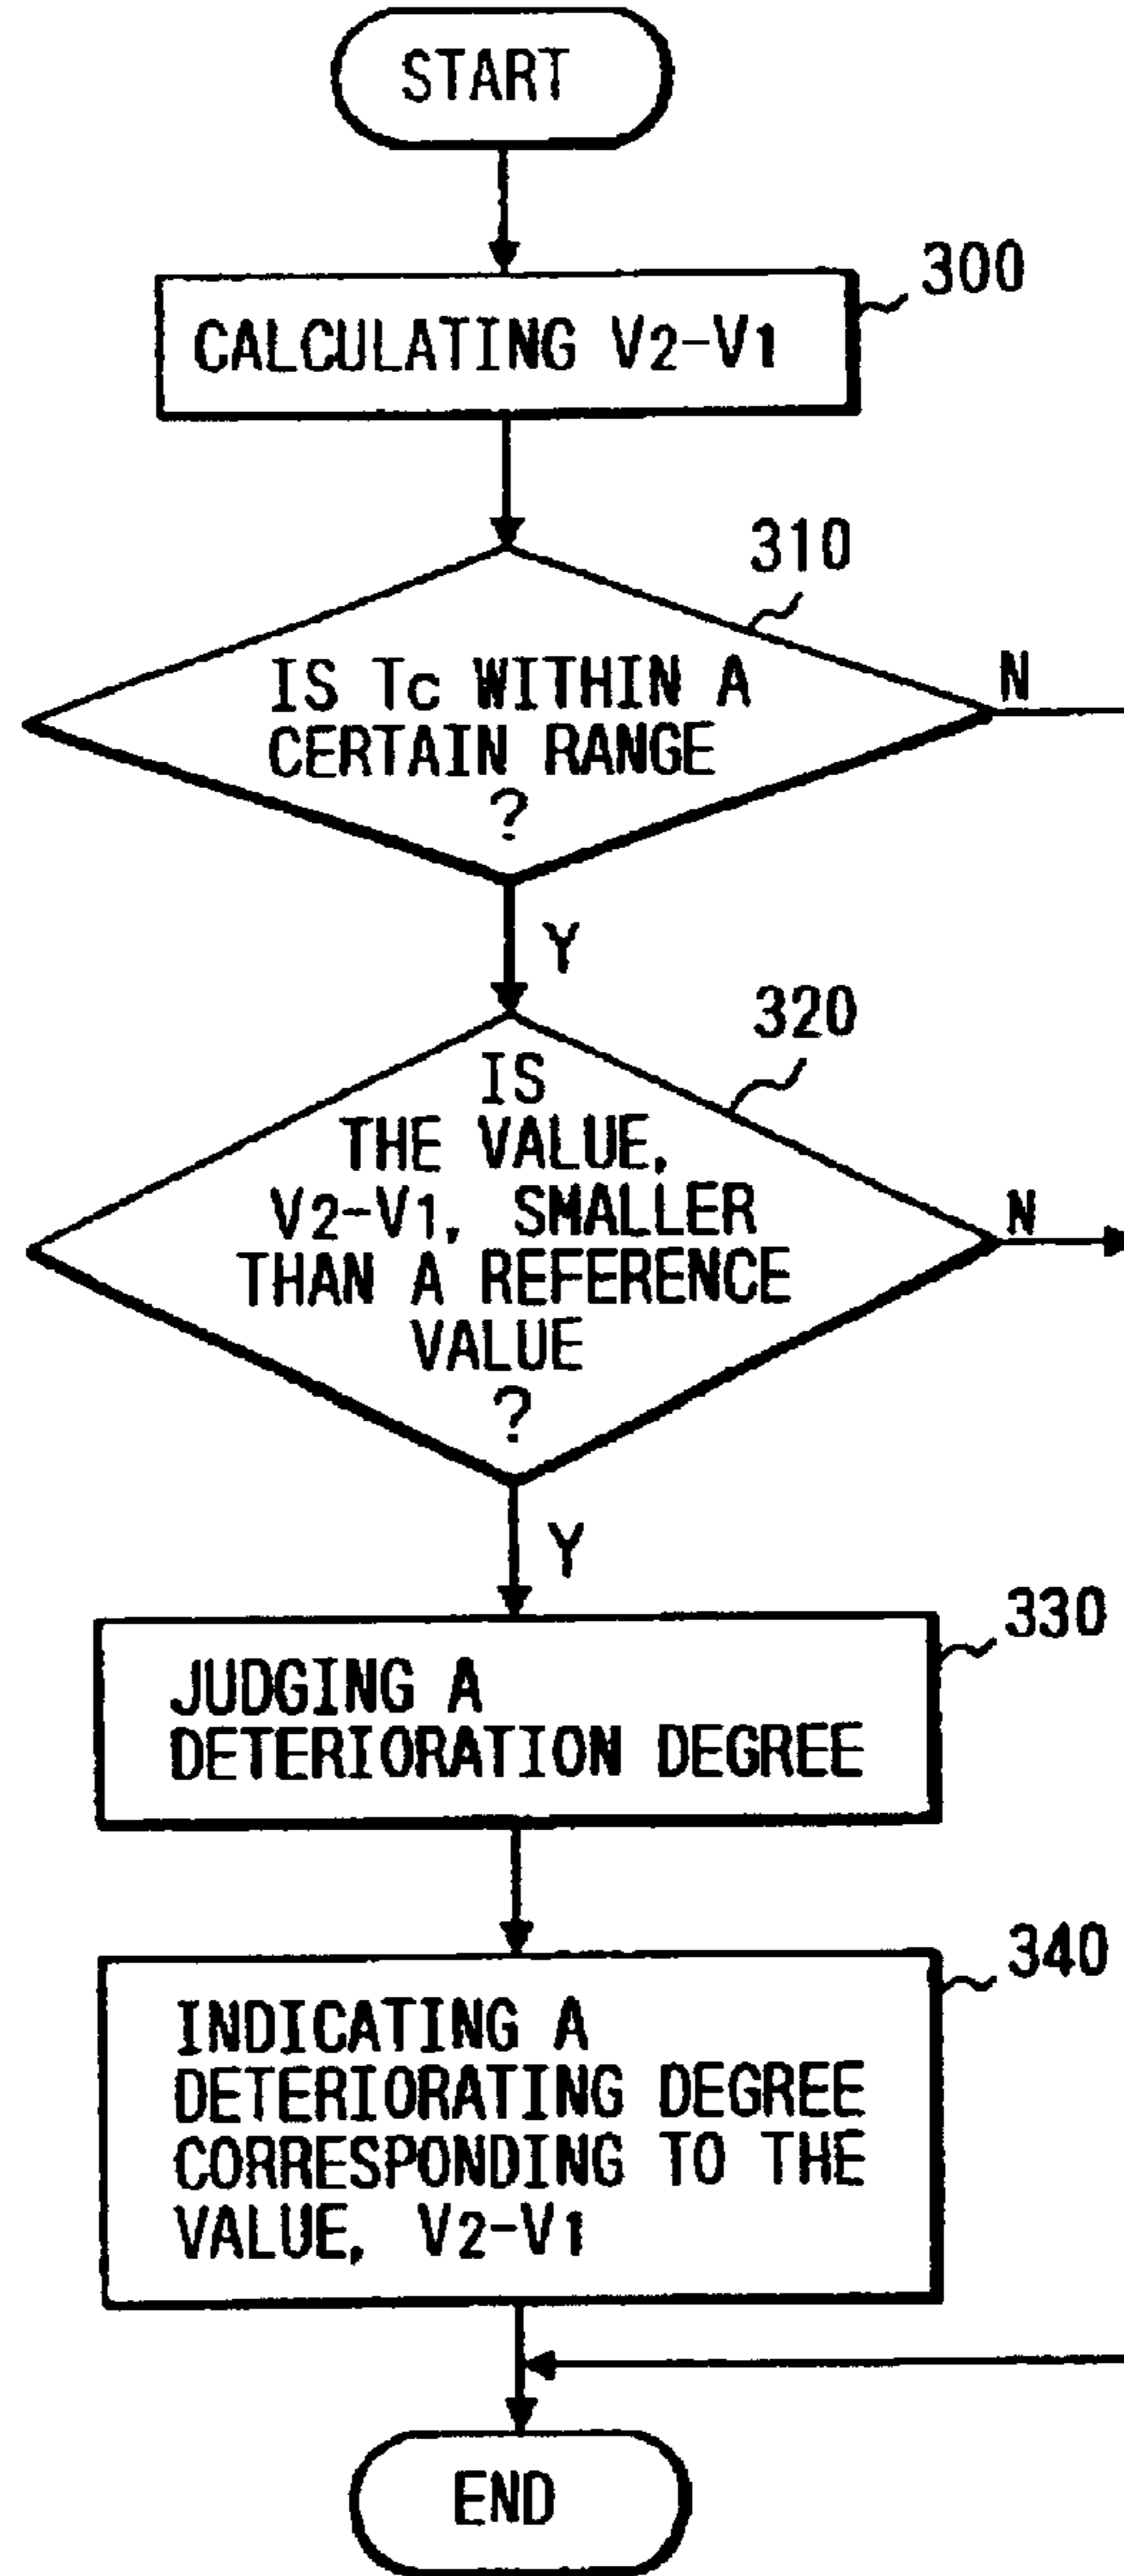 START
300
CALCULATING V2-V1
310
IS Tc WITHIN A
CERTAIN RANGE
?
N
Y
320
IS
THE VALUE,
V2-V1, SMALLER
THAN A REFERENCE
VALUE
?
N
Y
330
JUDGING A
DETERIORATION DEGREE
340
INDICATING A
DETERIORATING DEGREE
CORRESPONDING TO THE
VALUE, V2-V1
END